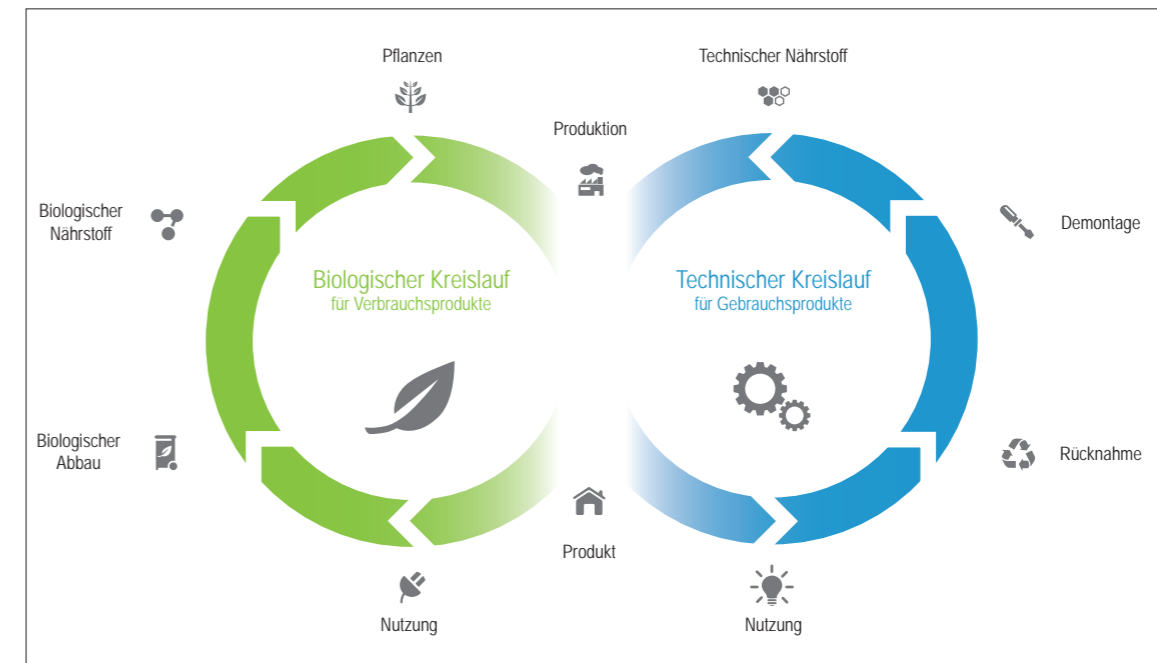 Pflanzen
Technischer Nährstoff
Produktion
Biologischer
Nährstoff
Demontage
Biologischer Kreislauf
für Verbrauchsprodukte
Technischer Kreislauf
für Gebrauchsprodukte
Biologischer
Abbau
Rücknahme
Produkt
Nutzung
Nutzung